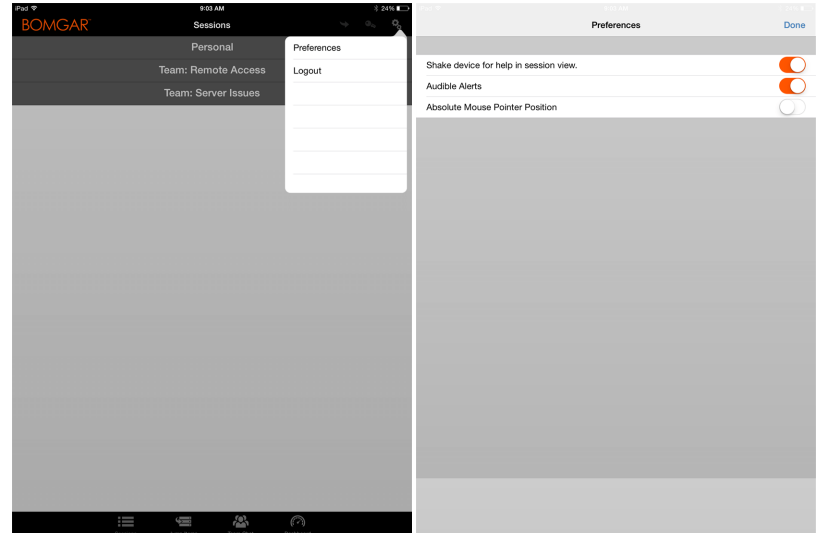 iPad 9:03 AM 24%
BOMGAR Sessions
Personal
Team: Remote Access
Team: Server Issues
Preferences
Logout
Preferences Done
Shake device for help in session view.
Audible Alerts
Absolute Mouse Pointer Position